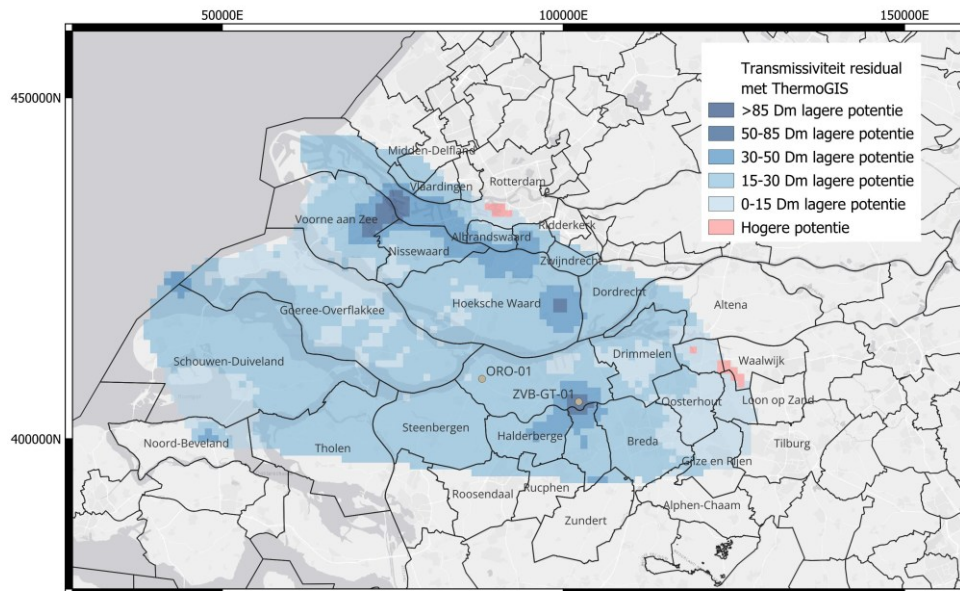 50000E
100000E
150000E
450000N
400000N
Transmissiviteit residual
met ThermoGIS
>85 Dm lagere potentie
50-85 Dm lagere potentie
30-50 Dm lagere potentie
15-30 Dm lagere potentie
0-15 Dm lagere potentie
Hogere potentie
Midden-Delfland
Vlaardingen
Rotterdam
Voorne aan Zee
Albrandswaard
Ridderkerk
Nissewaard
Zwijndrecht
Hoeksche Waard
Dordrecht
Altena
Goeree-Overflakkee
Schouwen-Duiveland
Drimmelen
Waalwijk
ORO-01
ZVB-GT-01
Oosterhout
Loon op Zand
Steenbergen
Halderberge
Breda
Tilburg
Noord-Beveland
Tholen
Gilze en Rijen
Roosendaal
Rucphen
Alphen-Chaam
Zundert